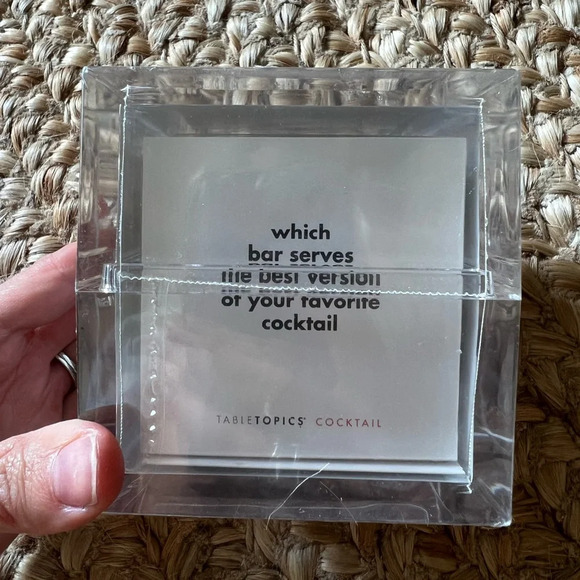 which
bar serves
the best version
of your favorite
cocktail
TABLETOPICS® COCKTAIL